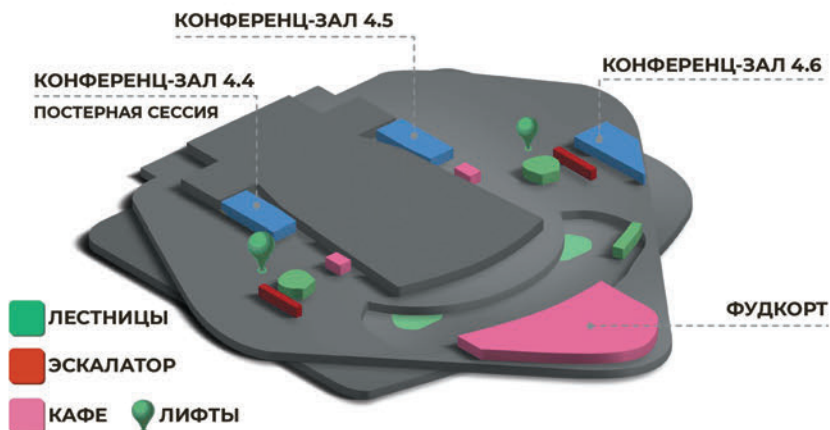 КОНФЕРЕНЦ-ЗАЛ 4.5
КОНФЕРЕНЦ-ЗАЛ 4.6
КОНФЕРЕНЦ-ЗАЛ 4.4
ПОСТЕРНАЯ СЕССИЯ
ФУДКОРТ
ЛЕСТНИЦЫ
ЭСКАЛАТОР
КАФЕ ЛИФТЫ